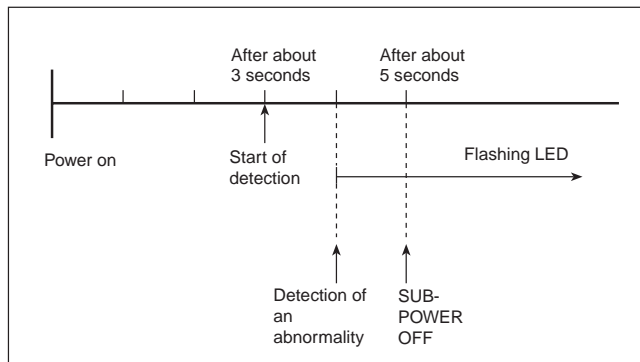 After about
3 seconds
After about
5 seconds
Power on
Start of
detection
Flashing LED
Detection of
an
abnormality
SUB-
POWER
OFF